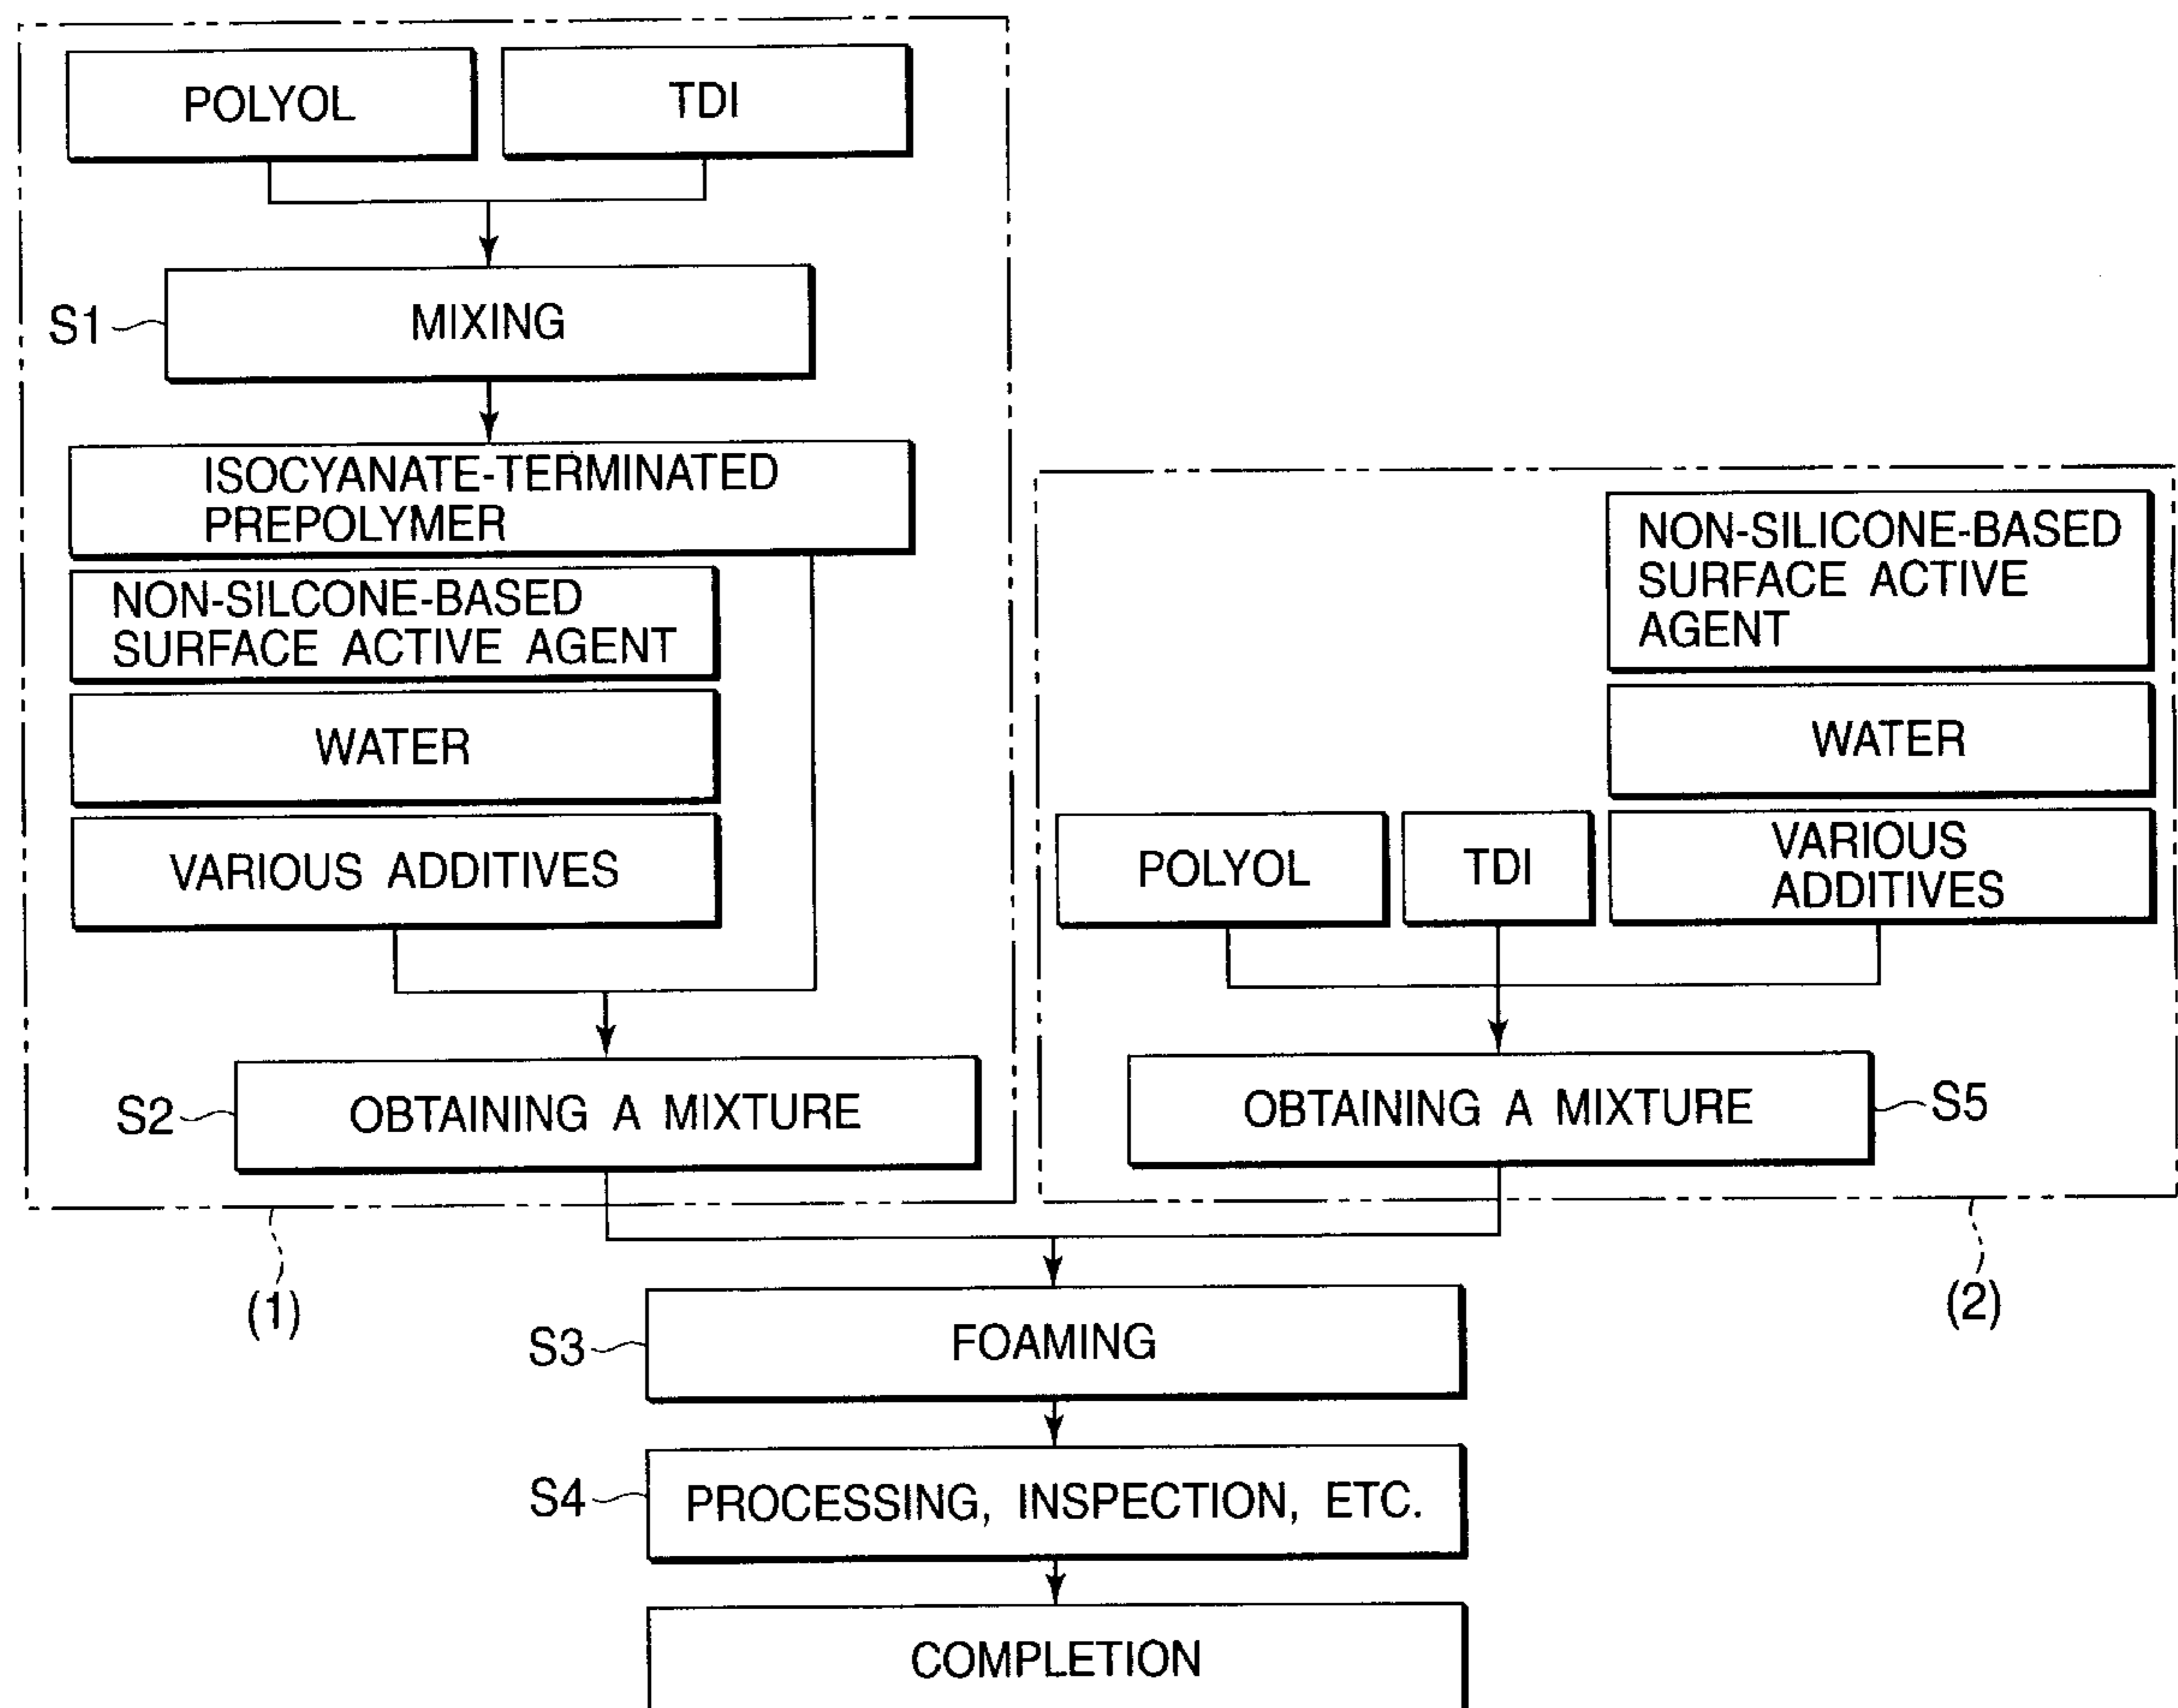 POLYOL
TDI
S1
MIXING
ISOCYANATE-TERMINATED
PREPOLYMER
NON-SILCONE-BASED
SURFACE ACTIVE AGENT
WATER
VARIOUS ADDITIVES
S2
OBTAINING A MIXTURE
(1)
NON-SILICONE-BASED
SURFACE ACTIVE
AGENT
WATER
POLYOL
TDI
VARIOUS
ADDITIVES
OBTAINING A MIXTURE
S5
(2)
S3
FOAMING
S4
PROCESSING, INSPECTION, ETC.
COMPLETION